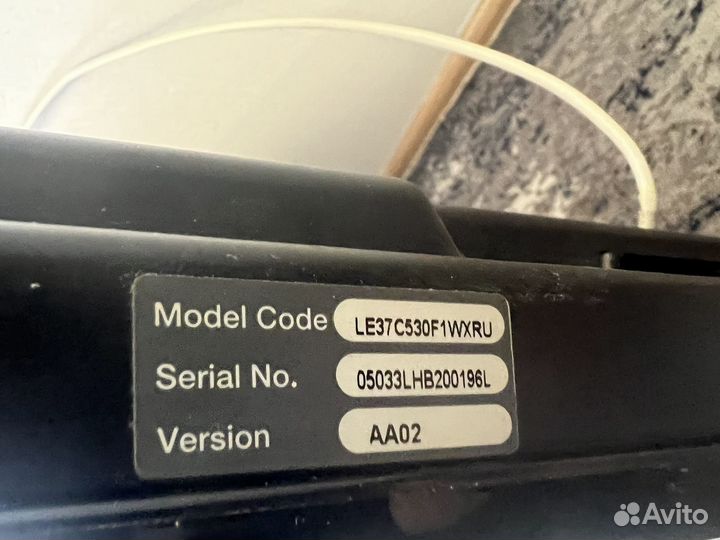 Model Code LE37C530F1WXRU
Serial No. 05033LHB200196L
Version AA02
Avito